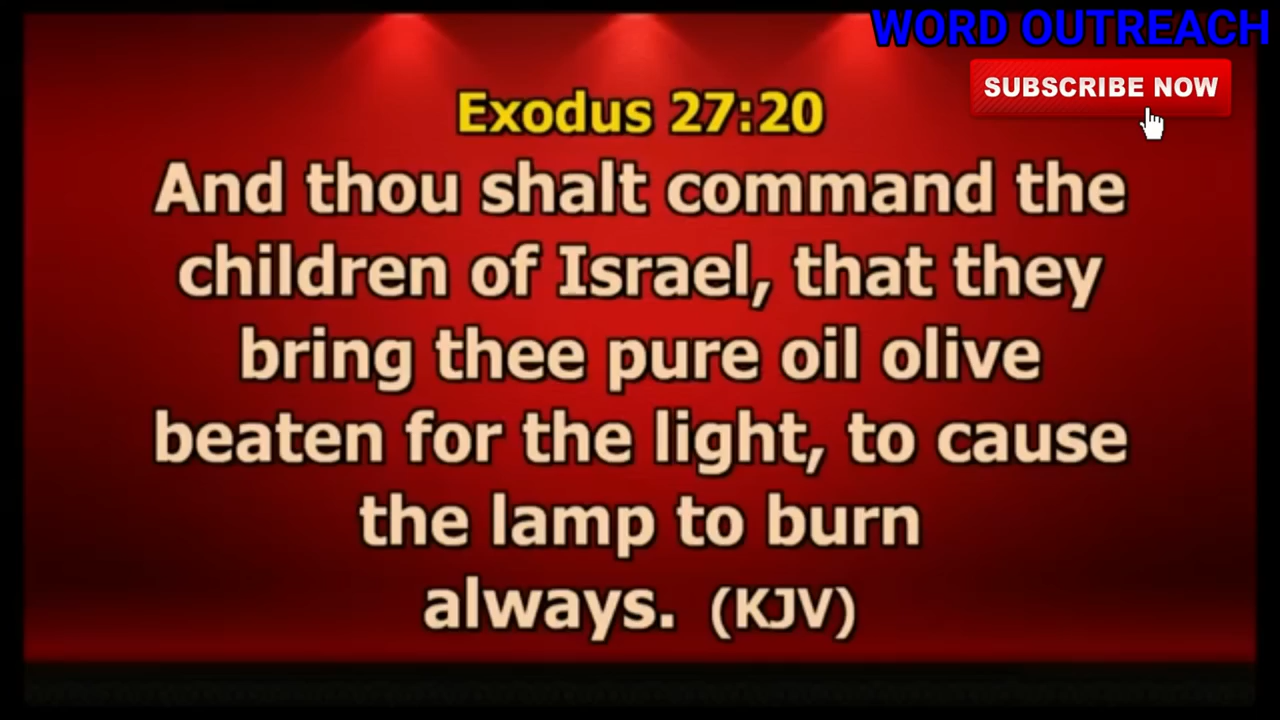 WORD OUTREACH
SUBSCRIBE NOW
Exodus 27:20
And thou shalt command the
children of Israel, that they
bring thee pure oil olive
beaten for the light, to cause
the lamp to burn
always. (KJV)